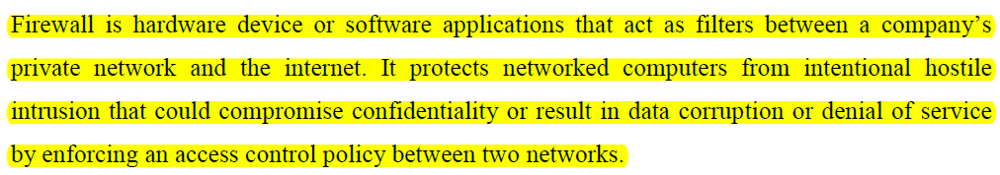 Firewall is hardware device or software applications that act as filters between a company’s
private network and the internet. It protects networked computers from intentional hostile
intrusion that could compromise confidentiality or result in data corruption or denial of service
by enforcing an access control policy between two networks.